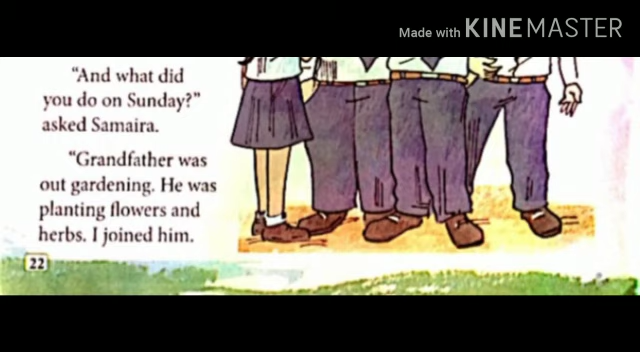 Made with KINEMASTER
"And what did
you do on Sunday?"
asked Samaira.
"Grandfather was
out gardening. He was
planting flowers and
herbs. I joined him.
22